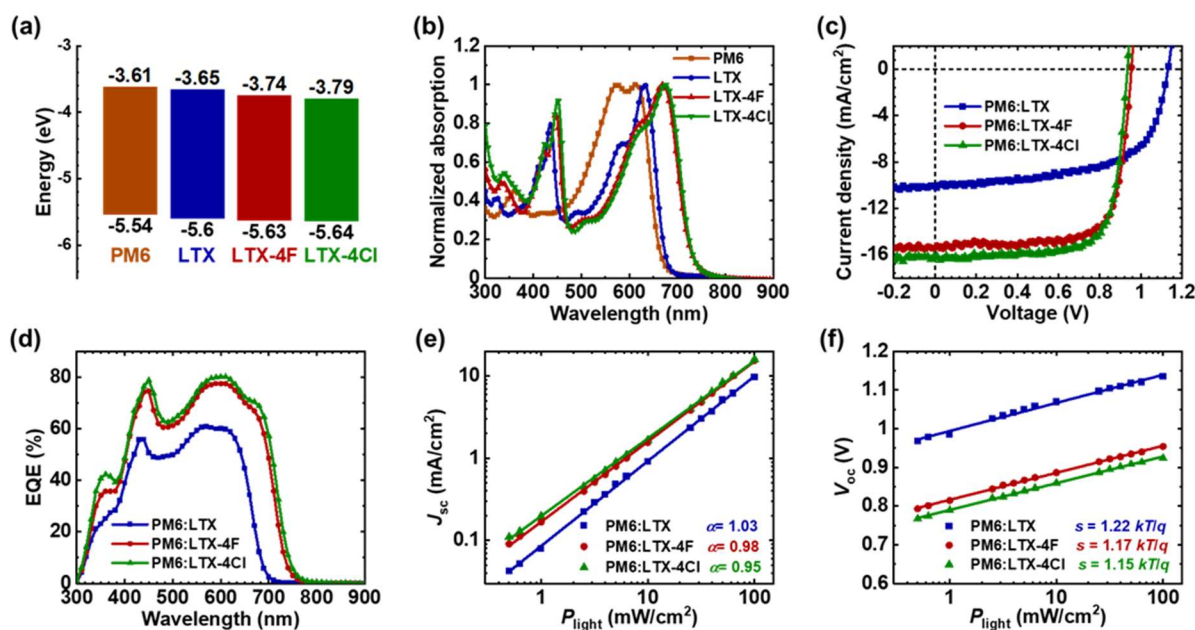 (a)
-3
-4
-5
-6
Energy (eV)
-3.61
-3.65
-3.74
-3.79
-5.54
-5.6
-5.63
-5.64
PM6
LTX
LTX-4F
LTX-4Cl
(b)
1.2
1
0.8
0.6
0.4
0.2
0
Normalized absorption
PM6
LTX
LTX-4F
LTX-4Cl
300 400 500 600 700 800 900
Wavelength (nm)
(c)
0
-4
-8
-12
-16
Current density (mA/cm²)
PM6:LTX
PM6:LTX-4F
PM6:LTX-4Cl
-0.2 0 0.2 0.4 0.6 0.8 1 1.2
Voltage (V)
(d)
80
60
40
20
0
EQE (%)
PM6:LTX
PM6:LTX-4F
PM6:LTX-4Cl
300 400 500 600 700 800 900
Wavelength (nm)
(e)
10
1
0.1
Jsc (mA/cm²)
PM6:LTX α= 1.03
PM6:LTX-4F α= 0.98
PM6:LTX-4Cl α= 0.95
1 10 100
Plight (mW/cm²)
(f)
1.2
1.1
1
0.9
0.8
0.7
0.6
Voc (V)
PM6:LTX s = 1.22 kT/q
PM6:LTX-4F s = 1.17 kT/q
PM6:LTX-4Cl s = 1.15 kT/q
1 10 100
Plight (mW/cm²)